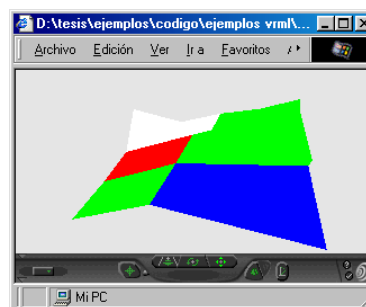 D:\tesis\ejemplos\codigo\ejemplos vrml\...
Archivo Edición Ver Ir a Favoritos
Mi PC